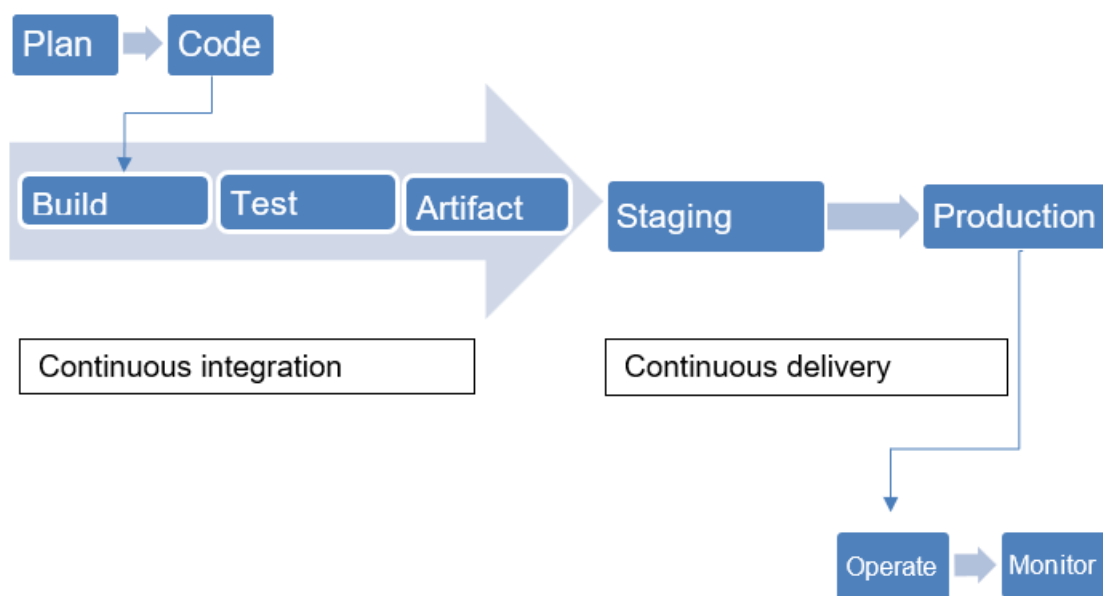 Plan
Code
Build
Test
Artifact
Staging
Production
Continuous integration
Continuous delivery
Operate
Monitor